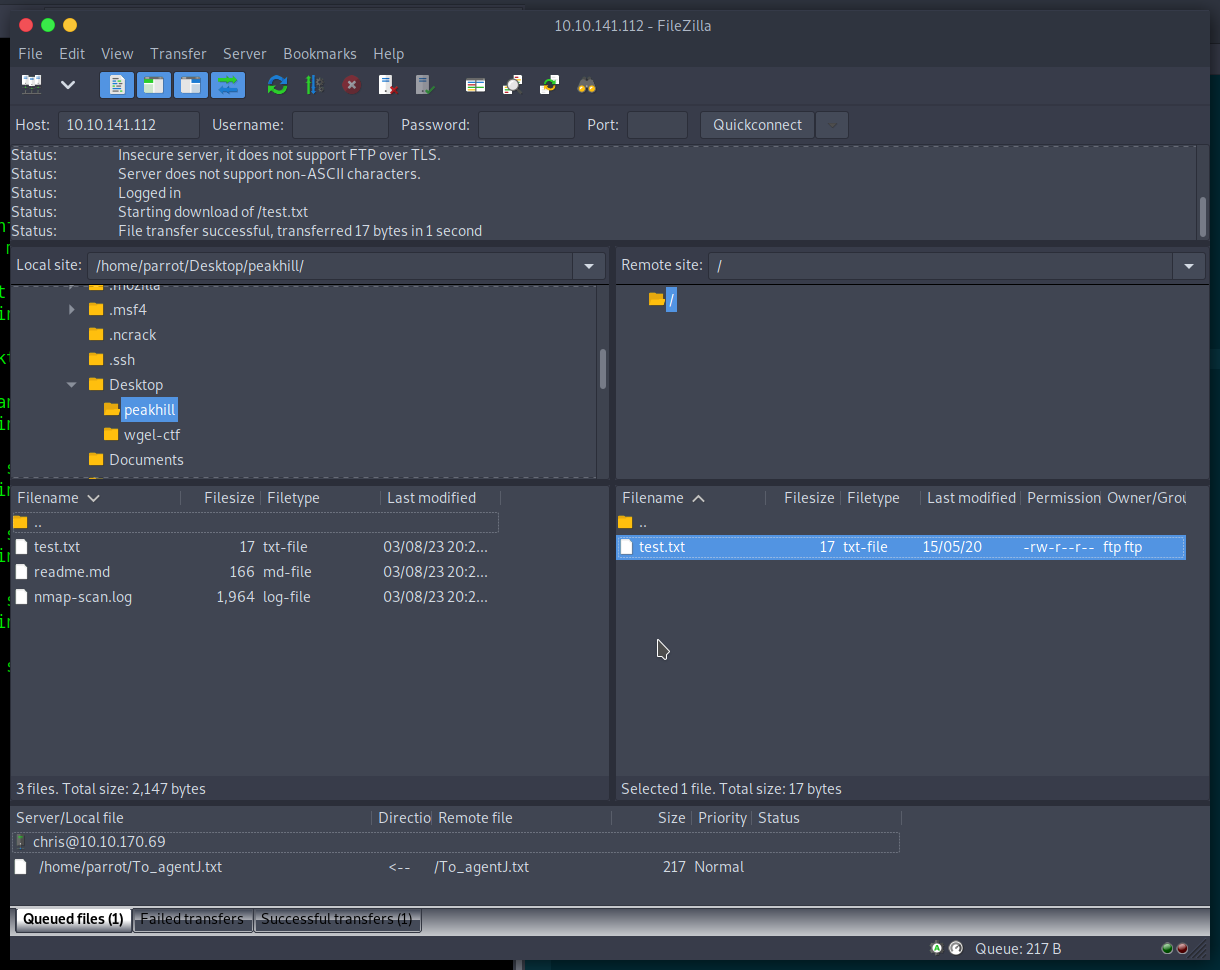 10.10.141.112 - FileZilla
File Edit View Transfer Server Bookmarks Help
Host: 10.10.141.112 Username: Password: Port: Quickconnect
Status: Insecure server, it does not support FTP over TLS.
Status: Server does not support non-ASCII characters.
Status: Logged in
Status: Starting download of /test.txt
Status: File transfer successful, transferred 17 bytes in 1 second
Local site: /home/parrot/Desktop/peakhill/
Remote site: /
.mozilla
.msf4
.ncrack
.ssh
Desktop
peakhill
wgel-ctf
Documents
/
Filename Filesize Filetype Last modified
..
test.txt 17 txt-file 03/08/23 20:2...
readme.md 166 md-file 03/08/23 20:2...
nmap-scan.log 1,964 log-file 03/08/23 20:2...
3 files. Total size: 2,147 bytes
Filename Filesize Filetype Last modified Permission Owner/Grou
..
test.txt 17 txt-file 15/05/20 -rw-r--r-- ftp ftp
Selected 1 file. Total size: 17 bytes
Server/Local file Directio Remote file Size Priority Status
chris@10.10.170.69
/home/parrot/To_agentJ.txt <-- /To_agentJ.txt 217 Normal
Queued files (1) Failed transfers Successful transfers (1)
Queue: 217 B